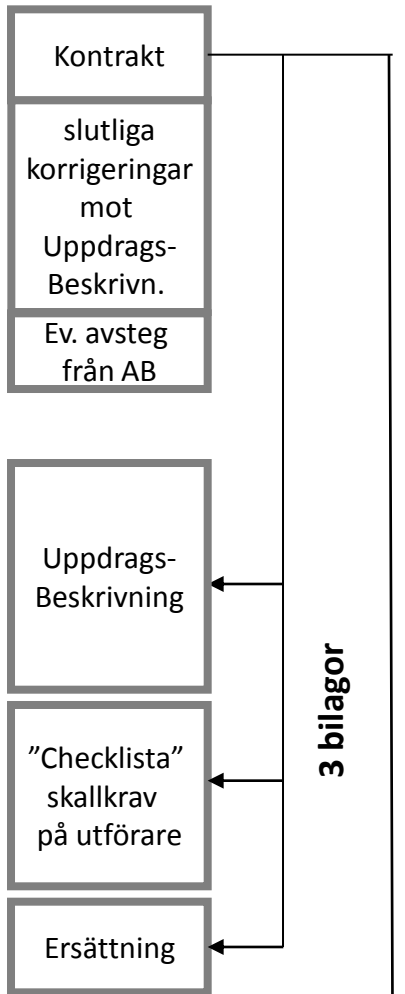 Kontrakt
slutliga
korrigeringar
mot
Uppdrags-
Beskrivn.
Ev. avsteg
från AB
Uppdrags-
Beskrivning
”Checklista”
skallkrav
på utförare
Ersättning
3 bilagor